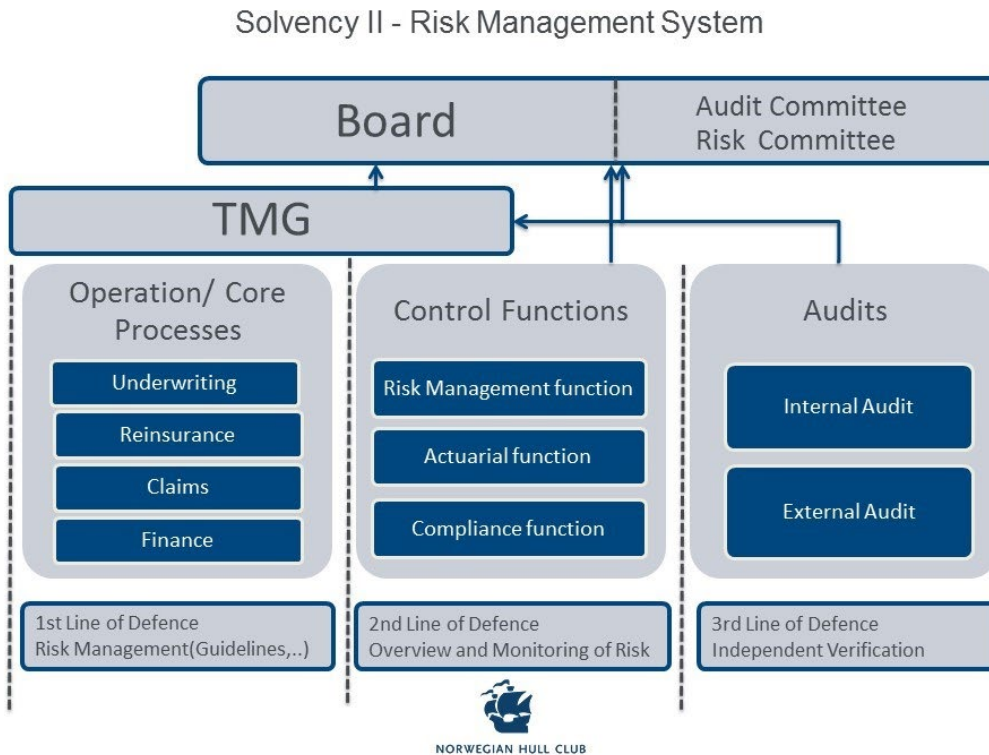 Solvency II - Risk Management System
Board
Audit Committee
Risk Committee
TMG
Operation/ Core
Processes
Underwriting
Reinsurance
Claims
Finance
Control Functions
Risk Management function
Actuarial function
Compliance function
Audits
Internal Audit
External Audit
1st Line of Defence
Risk Management(Guidelines,..)
2nd Line of Defence
Overview and Monitoring of Risk
3rd Line of Defence
Independent Verification
NORWEGIAN HULL CLUB